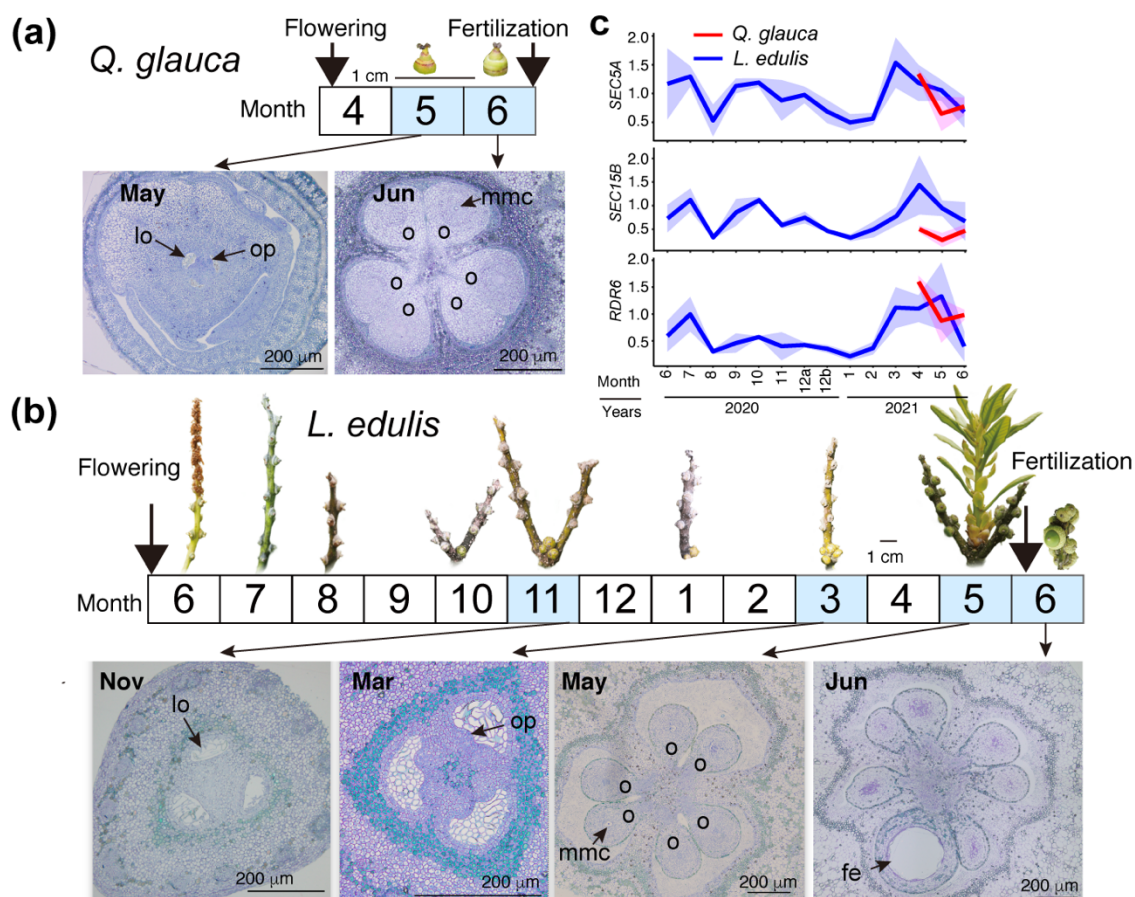 (a)
Q. glauca
Flowering
Fertilization
1 cm
Month
4
5
6
May
lo
op
200 μm
Jun
mmc
o o
o o
o o
200 μm
c
Q. glauca
L. edulis
SEC5A
2.0
1.5
1.0
0.5
SEC15B
2.0
1.5
1.0
0.5
RDR6
2.0
1.5
1.0
0.5
Month
6 7 8 9 10 11 12a 12b 1 2 3 4 5 6
Years
2020
2021
(b)
L. edulis
Flowering
Fertilization
1 cm
Month
6 7 8 9 10 11 12 1 2 3 4 5 6
Nov
lo
200 μm
Mar
op
200 μm
May
o o
o o
o o
mmc
200 μm
Jun
fe
200 μm